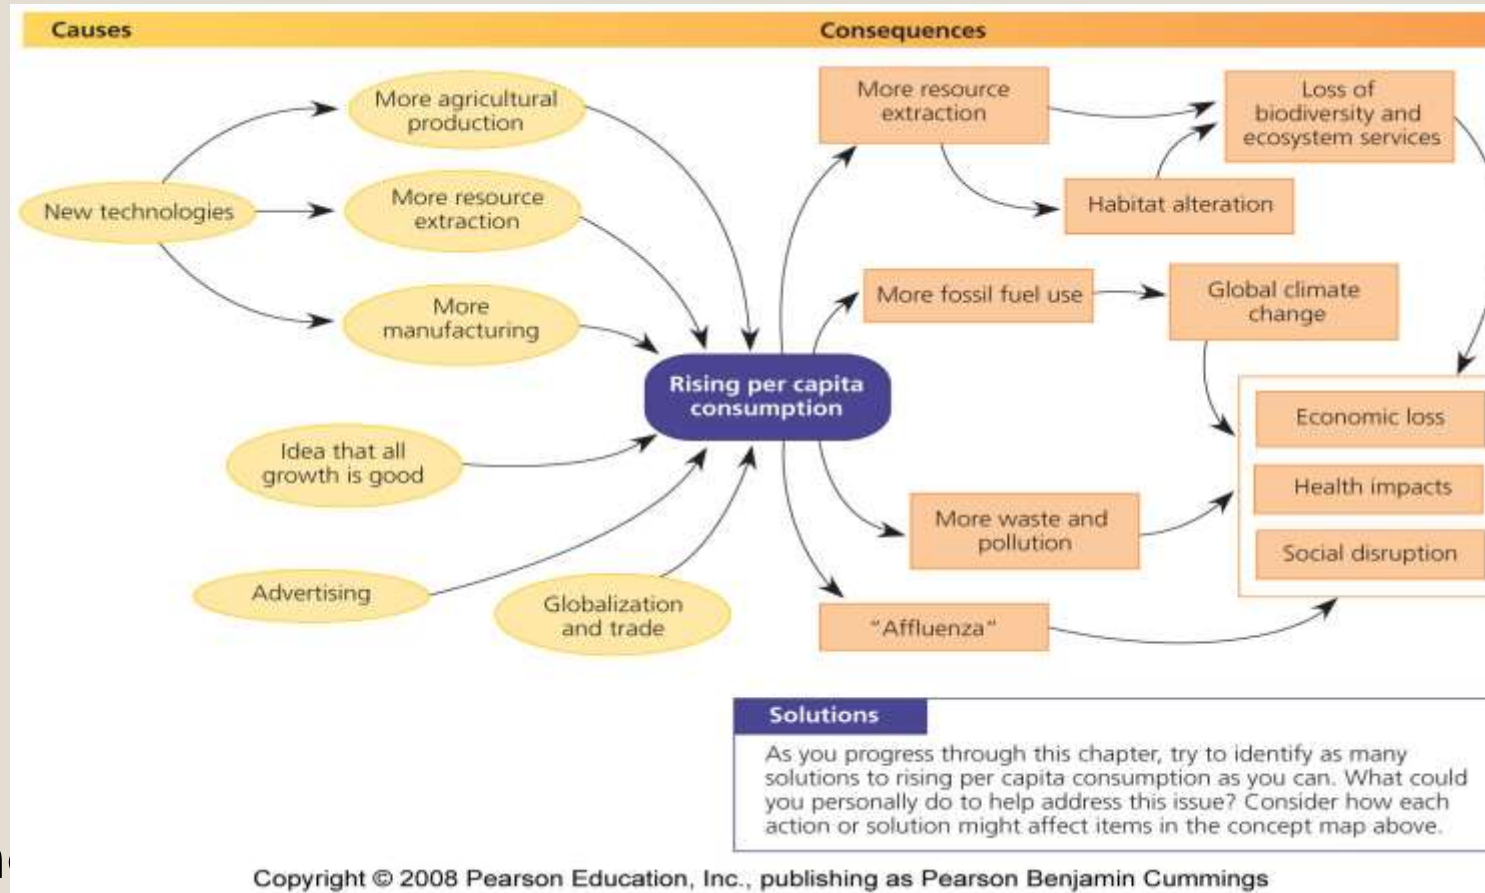 Causes
Consequences
More agricultural
production
New technologies
More resource
extraction
More
manufacturing
Idea that all
growth is good
Advertising
Globalization
and trade
Rising per capita
consumption
More resource
extraction
Loss of
biodiversity and
ecosystem services
Habitat alteration
More fossil fuel use
Global climate
change
More waste and
pollution
"Affluenza"
Economic loss
Health impacts
Social disruption
Solutions
As you progress through this chapter, try to identify as many
solutions to rising per capita consumption as you can. What could
you personally do to help address this issue? Consider how each
action or solution might affect items in the concept map above.
Copyright © 2008 Pearson Education, Inc., publishing as Pearson Benjamin Cummings